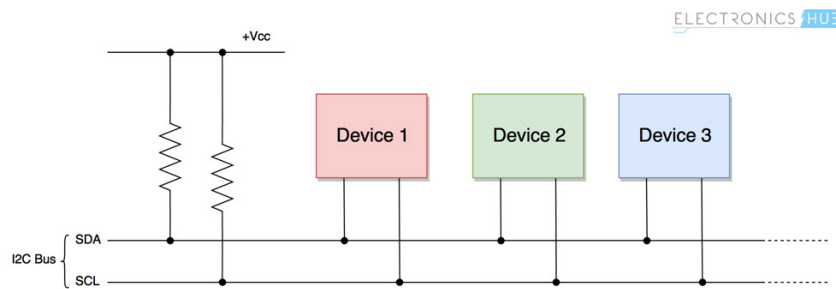 ELECTRONICS HUB
+Vcc
Device 1
Device 2
Device 3
SDA
I2C Bus
SCL